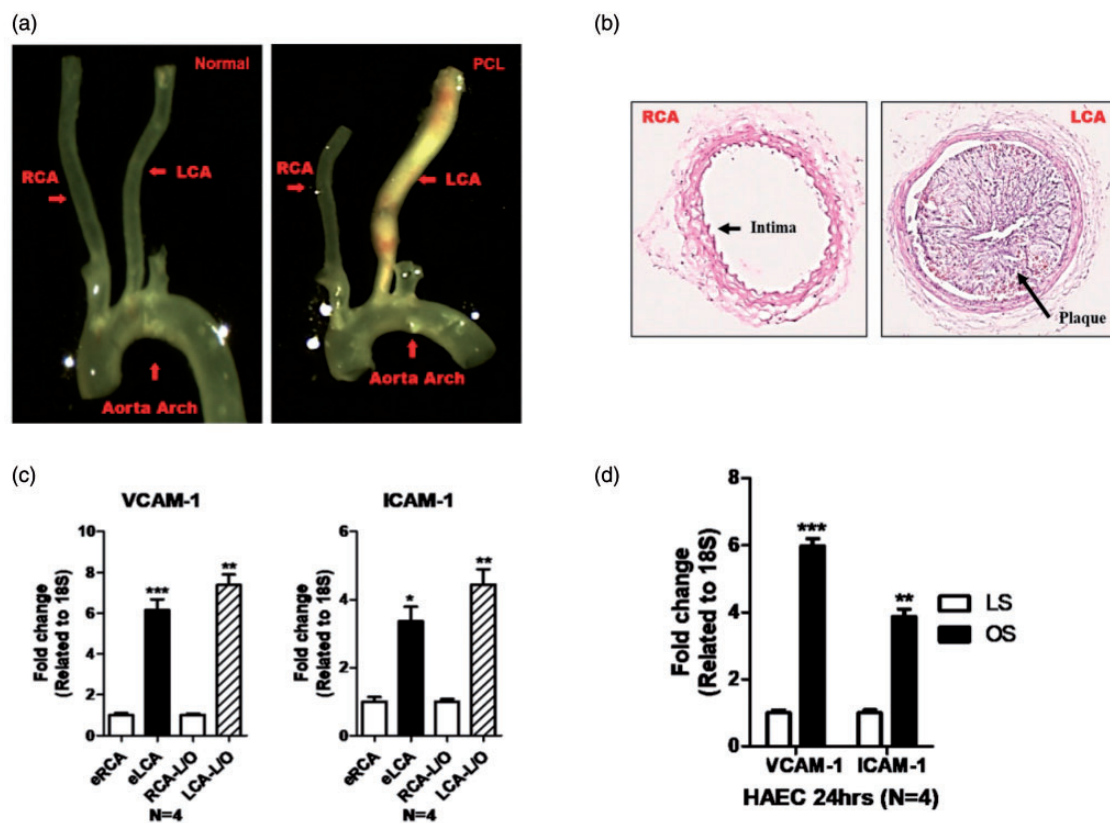 (a)
Normal
RCA
LCA
Aorta Arch
PCL
RCA
LCA
Aorta Arch
(b)
RCA
Intima
LCA
Plaque
(c)
VCAM-1
Fold change
(Related to 18S)
10
8
6
4
2
0
eRCA
eLCA
RCA-L/O
LCA-L/O
***
**
N=4
ICAM-1
Fold change
(Related to 18S)
6
4
2
0
eRCA
eLCA
RCA-L/O
LCA-L/O
*
**
N=4
(d)
Fold change
(Related to 18S)
8
6
4
2
0
***
**
LS
OS
VCAM-1 ICAM-1
HAEC 24hrs (N=4)